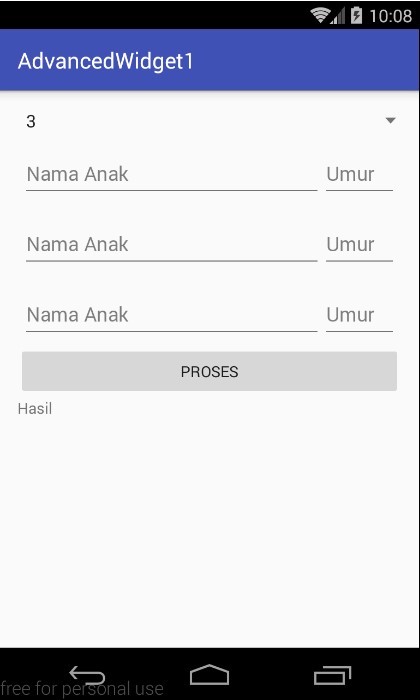 10:08
AdvancedWidget1
3
Nama Anak Umur
Nama Anak Umur
Nama Anak Umur
PROSES
Hasil
free for personal use